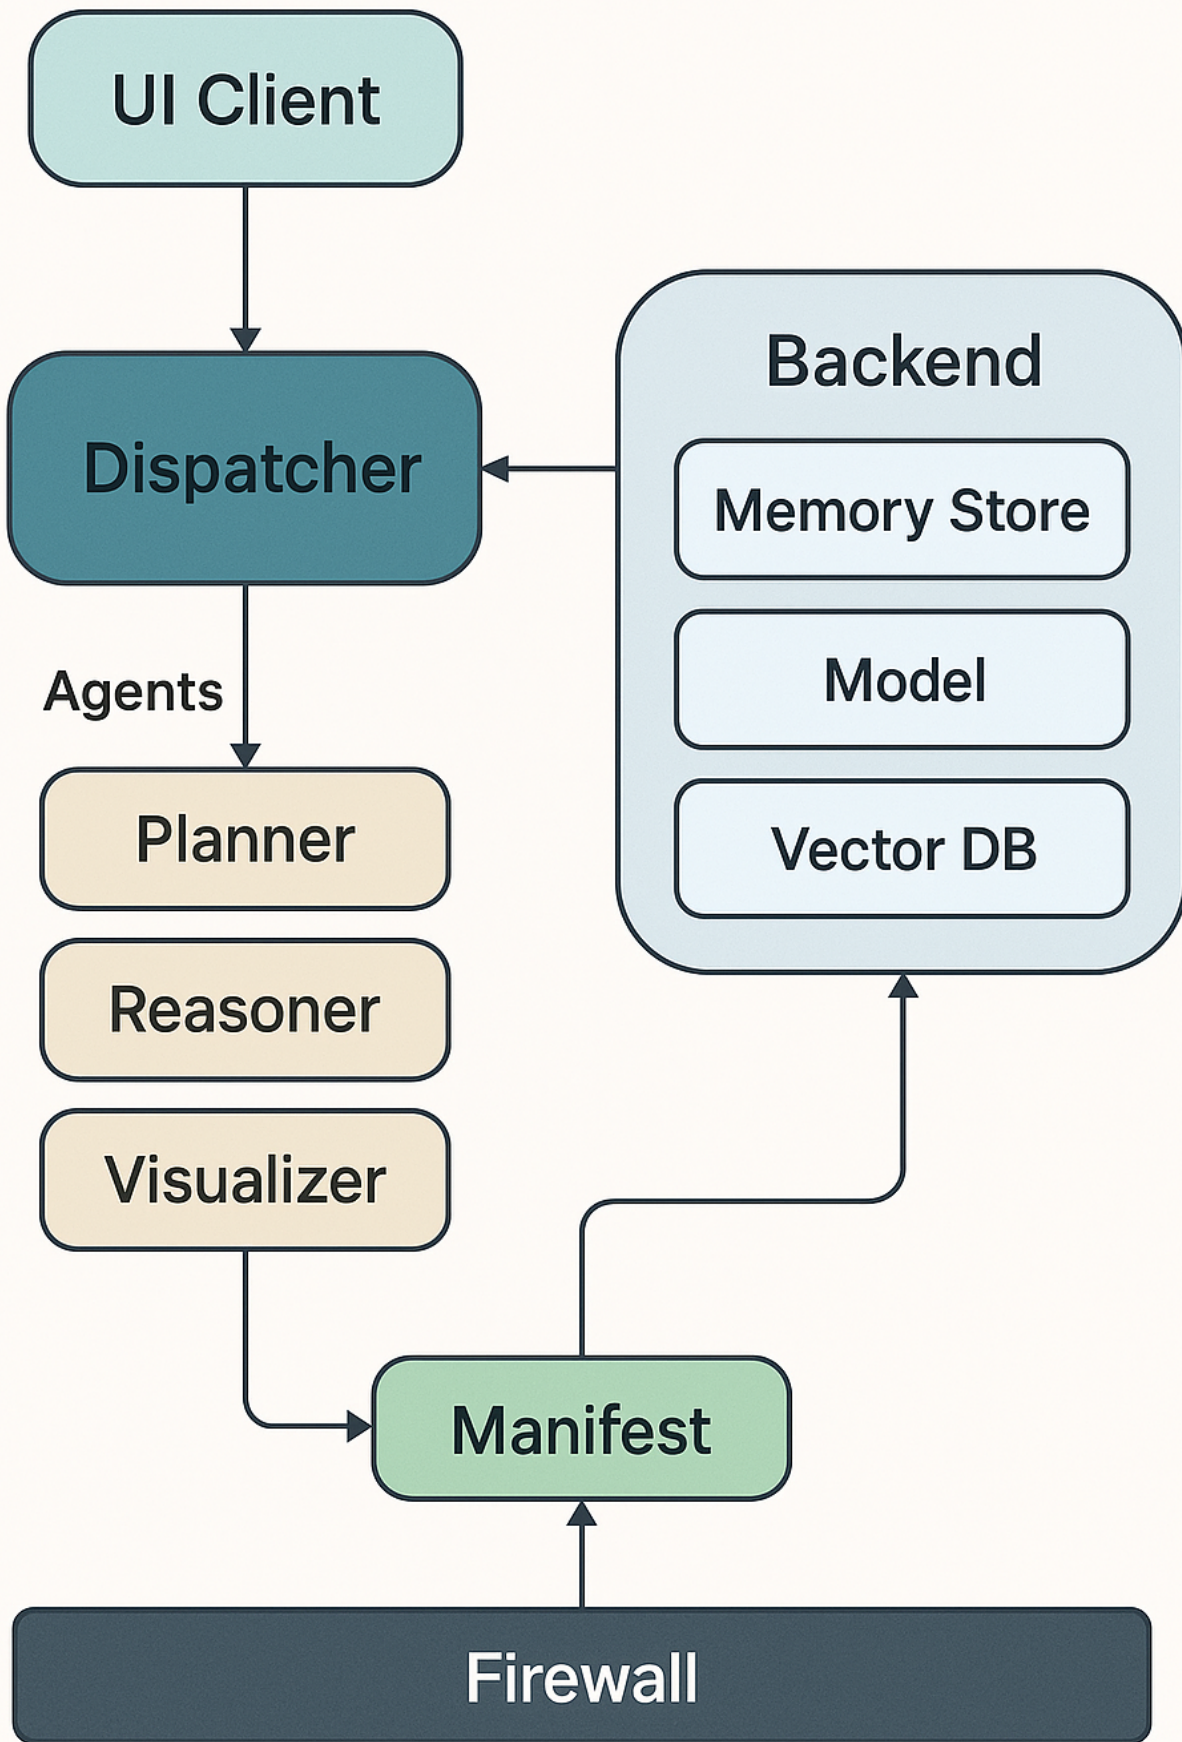 UI Client
Dispatcher
Agents
Planner
Reasoner
Visualizer
Backend
Memory Store
Model
Vector DB
Manifest
Firewall